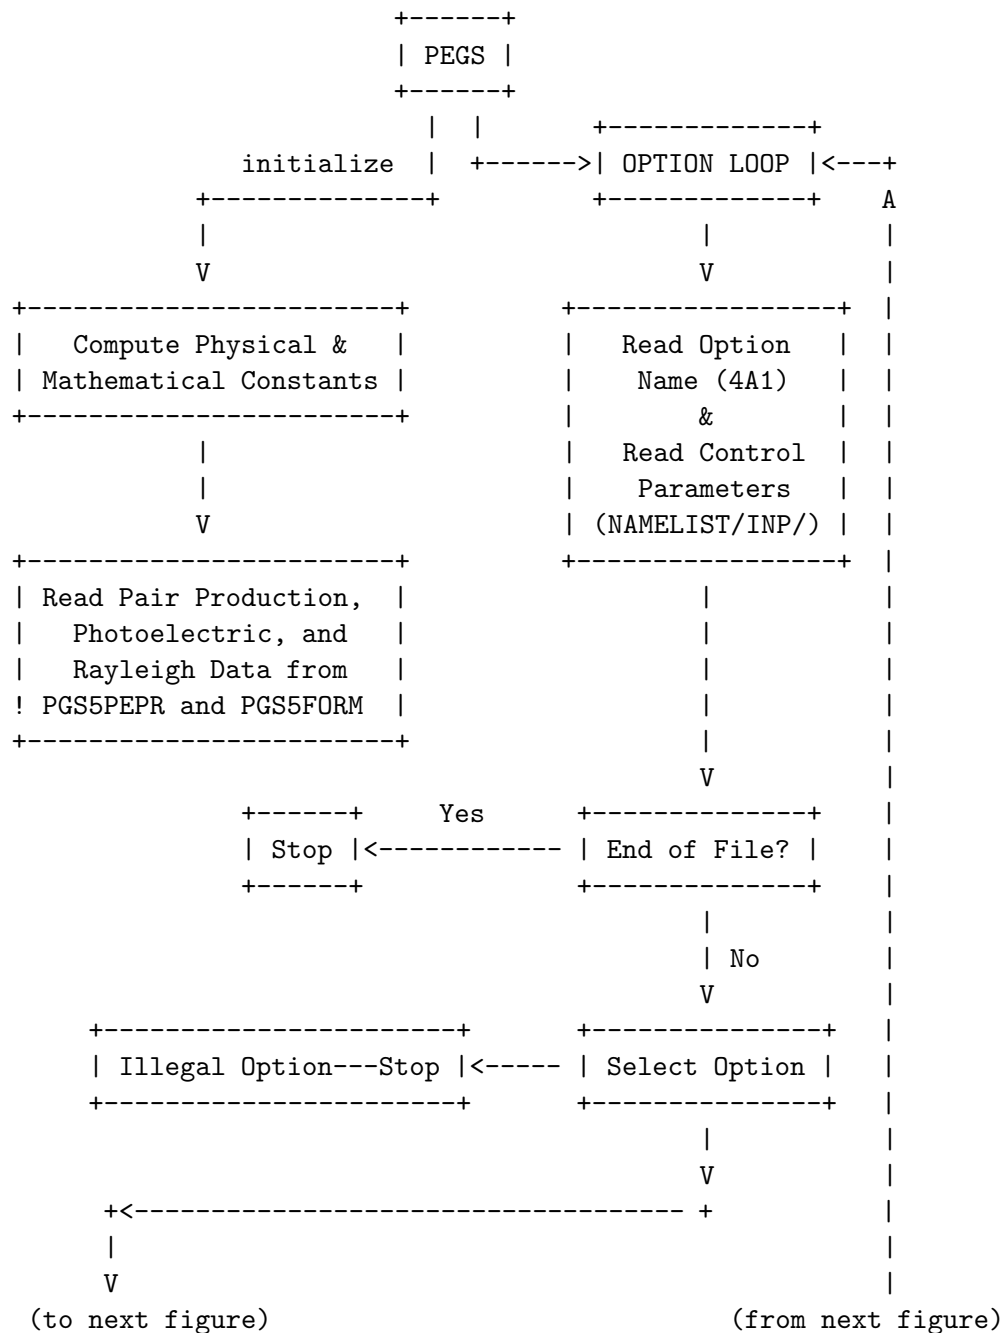 PEGS
initialize
OPTION LOOP
A
V
V
Compute Physical &
Mathematical Constants
Read Option
Name (4A1)
&
Read Control
Parameters
(NAMELIST/INP/)
V
Read Pair Production,
Photoelectric, and
Rayleigh Data from
! PGS5PEPR and PGS5FORM
V
Yes
Stop
End of File?
No
V
Illegal Option---Stop
Select Option
V
V
(to next figure)
(from next figure)